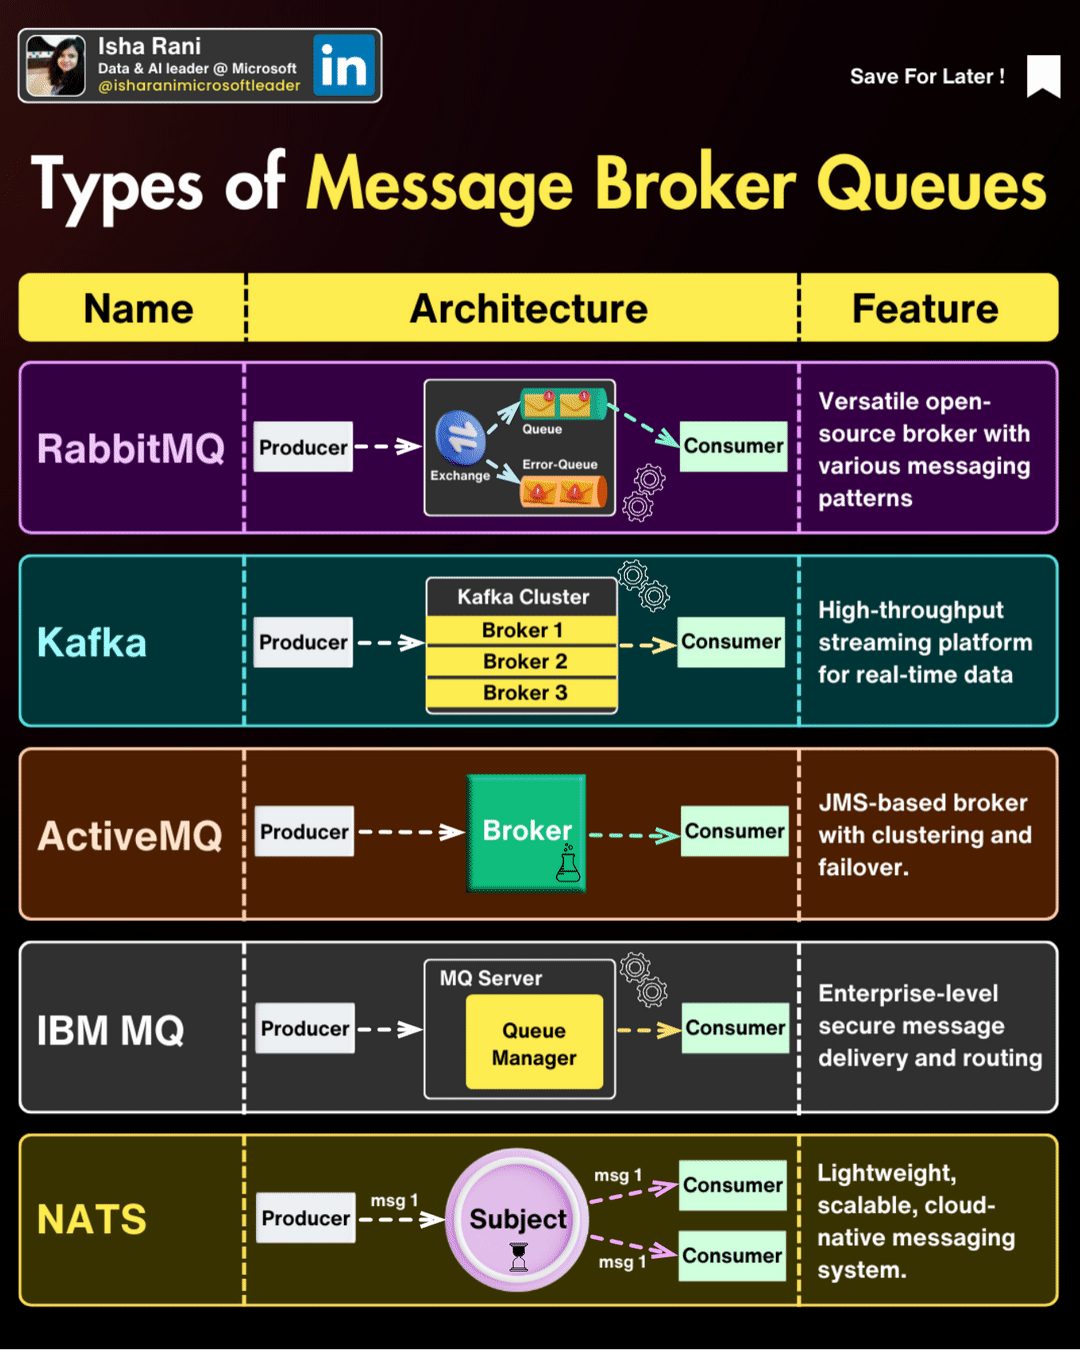 Isha Rani
Data & AI leader @ Microsoft
@isharanimicrosoftleader
in
Save For Later !
Types of Message Broker Queues
Name
Architecture
Feature
RabbitMQ
Producer
Exchange
Queue
Error-Queue
Consumer
Versatile open-
source broker with
various messaging
patterns
Kafka
Producer
Kafka Cluster
Broker 1
Broker 2
Broker 3
Consumer
High-throughput
streaming platform
for real-time data
ActiveMQ
Producer
Broker
Consumer
JMS-based broker
with clustering and
failover.
IBM MQ
Producer
MQ Server
Queue
Manager
Consumer
Enterprise-level
secure message
delivery and routing
NATS
Producer
msg 1
Subject
msg 1
Consumer
msg 1
Consumer
Lightweight,
scalable, cloud-
native messaging
system.